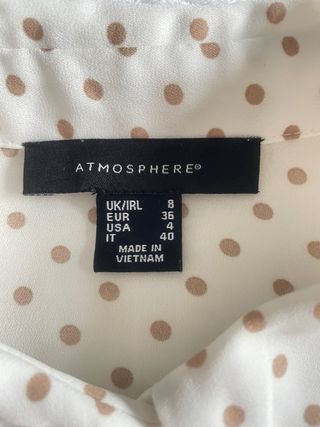 ATMOSPHERE®
UK/IRL 8
EUR 36
USA 4
IT 40
MADE IN
VIETNAM